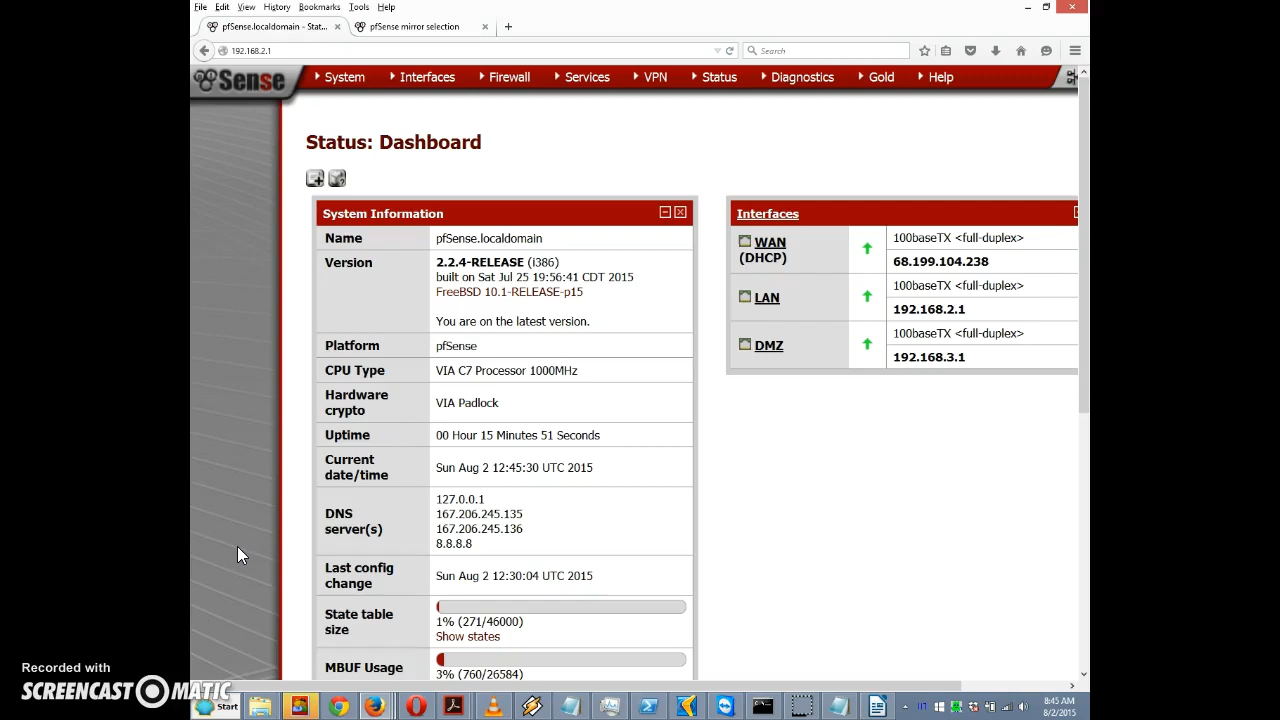 File Edit View History Bookmarks Tools Help
pfSense.localdomain - Stat... × pfSense mirror selection × +
192.168.2.1 Search
Sense System Interfaces Firewall Services VPN Status Diagnostics Gold Help
Status: Dashboard
System Information
Name pfSense.localdomain
Version 2.2.4-RELEASE (i386)
built on Sat Jul 25 19:56:41 CDT 2015
FreeBSD 10.1-RELEASE-p15
You are on the latest version.
Platform pfSense
CPU Type VIA C7 Processor 1000MHz
Hardware
crypto VIA Padlock
Uptime 00 Hour 15 Minutes 51 Seconds
Current
date/time Sun Aug 2 12:45:30 UTC 2015
DNS
server(s) 127.0.0.1
167.206.245.135
167.206.245.136
8.8.8.8
Last config
change Sun Aug 2 12:30:04 UTC 2015
State table
size 1% (271/46000)
Show states
MBUF Usage 3% (760/26584)
Interfaces
WAN
(DHCP) 100baseTX <full-duplex>
68.199.104.238
LAN 100baseTX <full-duplex>
192.168.2.1
DMZ 100baseTX <full-duplex>
192.168.3.1
Recorded with
SCREENCAST MATIC
Start
8:45 AM
8/2/2015